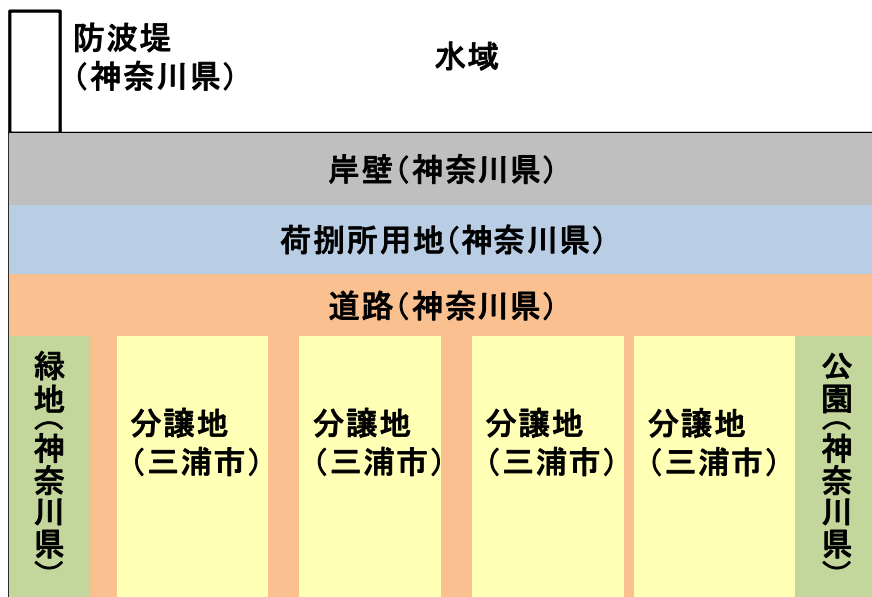 防波堤
（神奈川県）
水域
岸壁（神奈川県）
荷捌所用地（神奈川県）
道路（神奈川県）
緑地（神奈川県）
分譲地
（三浦市）
分譲地
（三浦市）
分譲地
（三浦市）
分譲地
（三浦市）
公園（神奈川県）